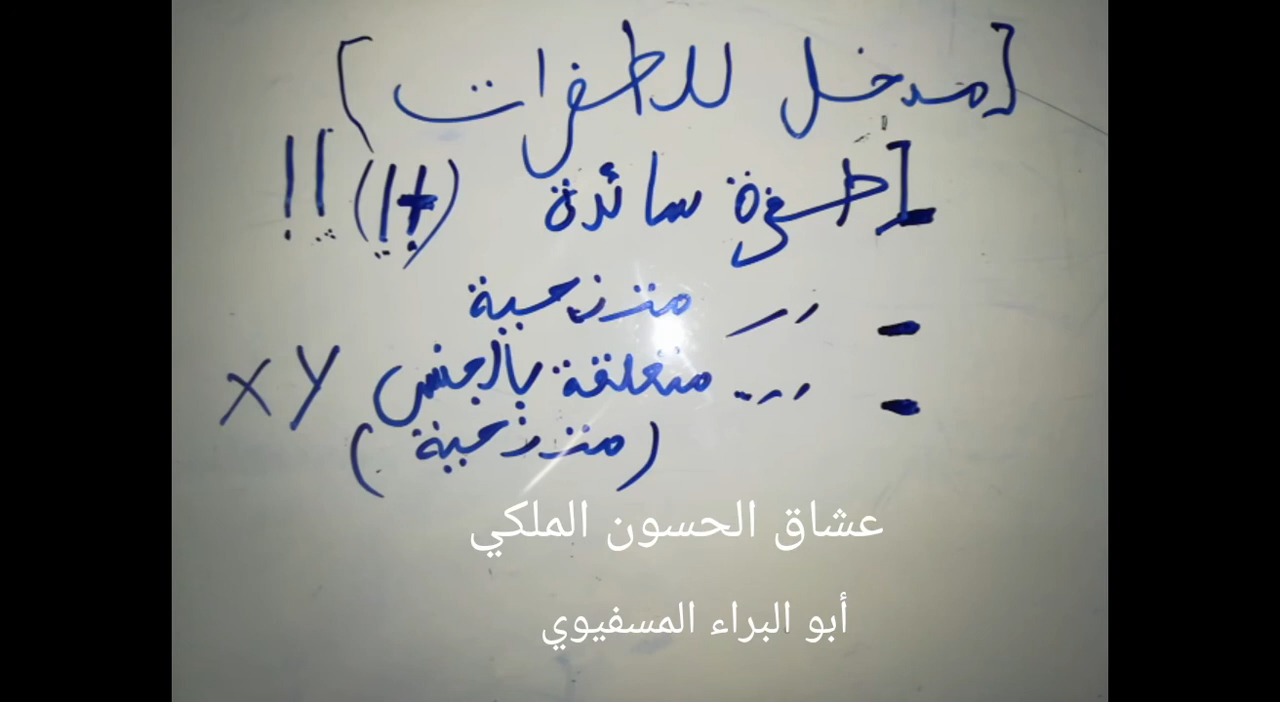 [مدخل للطفرات]
- [طفرة سائدة (+/) !!
- // متنحية
- // متعلقة بالجنس XY
(متنحية)
عشاق الحسون الملكي
أبو البراء المسفيوي